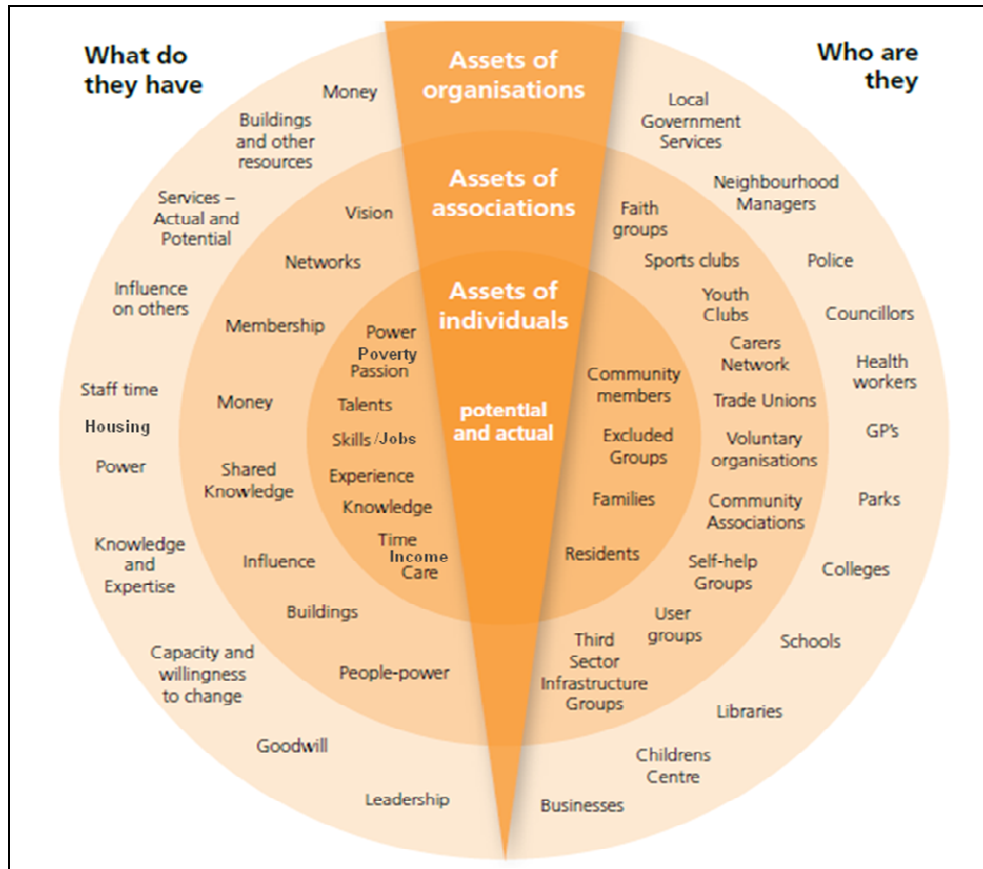 What do
they have
Who are
they
Assets of
organisations
Assets of
associations
Assets of
individuals
potential
and actual
Money
Buildings
and other
resources
Services –
Actual and
Potential
Influence
on others
Staff time
Housing
Power
Knowledge
and
Expertise
Capacity and
willingness
to change
Goodwill
Leadership
Vision
Networks
Membership
Money
Shared
Knowledge
Influence
Buildings
People-power
Power
Poverty
Passion
Talents
Skills/Jobs
Experience
Knowledge
Time
Income
Care
Community
members
Excluded
Groups
Families
Residents
Faith
groups
Sports clubs
Youth
Clubs
Carers
Network
Trade Unions
Voluntary
organisations
Community
Associations
Self-help
Groups
User
groups
Third
Sector
Infrastructure
Groups
Local
Government
Services
Neighbourhood
Managers
Police
Councillors
Health
workers
GP's
Parks
Colleges
Schools
Libraries
Childrens
Centre
Businesses